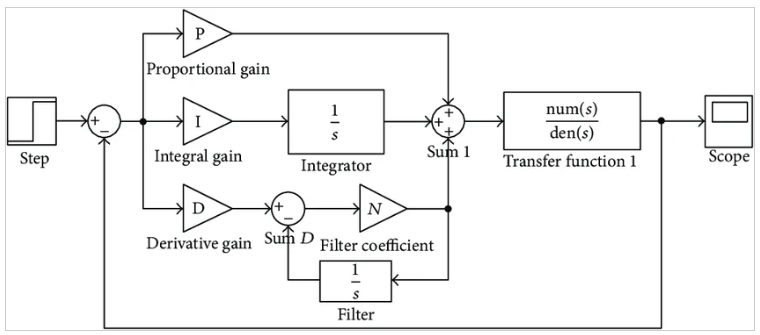 P
Proportional gain
+
−
I
1
s
+
+
+
num(s)
den(s)
Step
Integral gain
Integrator
Sum 1
Transfer function 1
Scope
D
+
−
N
Derivative gain
Sum D
Filter coefficient
1
s
Filter